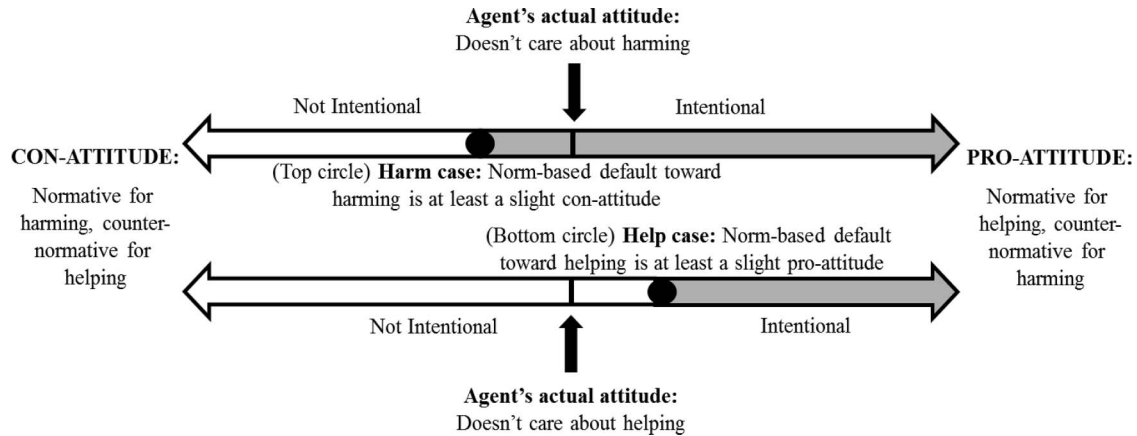 Agent’s actual attitude:
Doesn’t care about harming
Not Intentional
Intentional
CON-ATTITUDE:
Normative for
harming, counter-
normative for
helping
(Top circle) Harm case: Norm-based default toward
harming is at least a slight con-attitude
PRO-ATTITUDE:
Normative for
helping, counter-
normative for
harming
(Bottom circle) Help case: Norm-based default
toward helping is at least a slight pro-attitude
Not Intentional
Intentional
Agent’s actual attitude:
Doesn’t care about helping